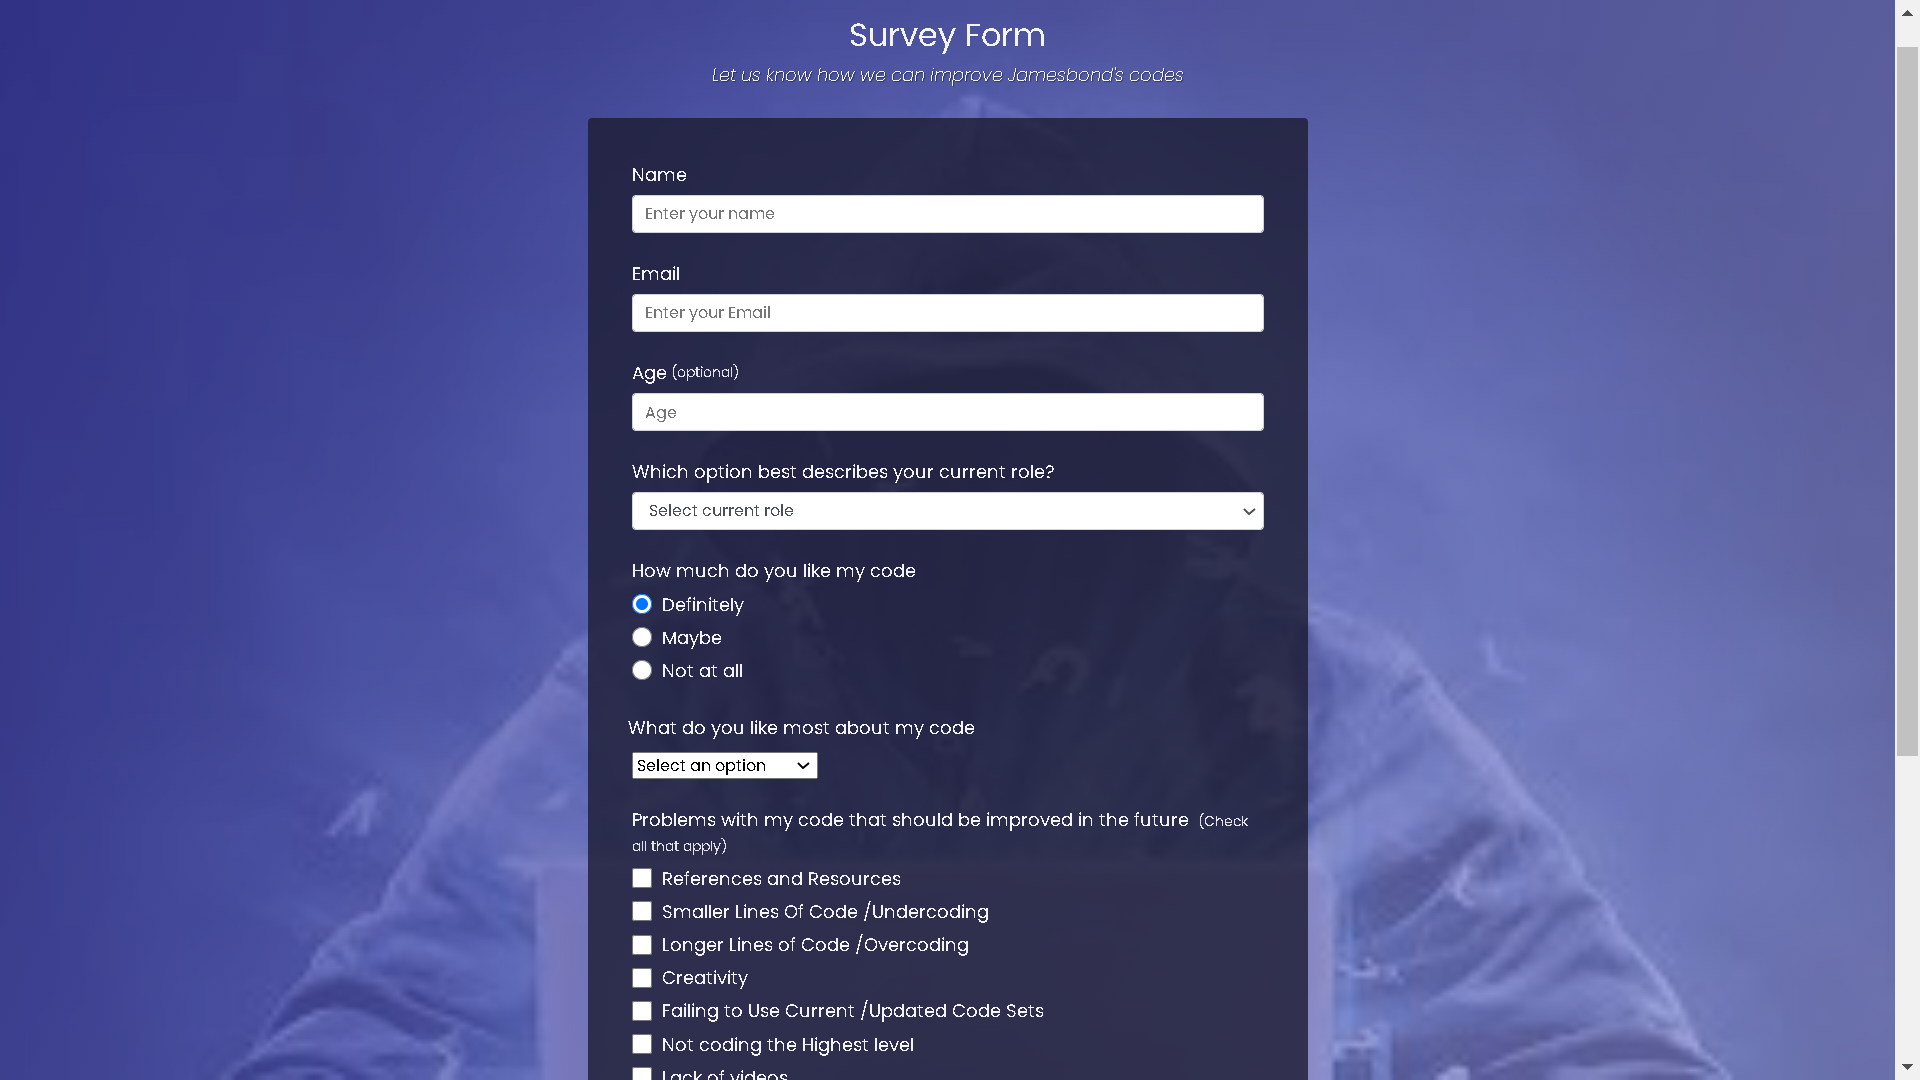 Survey Form
Let us know how we can improve Jamesbond's codes
Name
Enter your name
Email
Enter your Email
Age (optional)
Age
Which option best describes your current role?
Select current role
How much do you like my code
Definitely
Maybe
Not at all
What do you like most about my code
Select an option
Problems with my code that should be improved in the future (Check
all that apply)
References and Resources
Smaller Lines Of Code /Undercoding
Longer Lines of Code /Overcoding
Creativity
Failing to Use Current /Updated Code Sets
Not coding the Highest level
Lack of videos